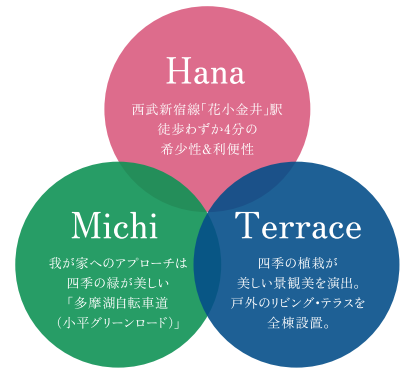 Hana
西武新宿線「花小金井」駅
徒歩わずか4分の
希少性&利便性
Michi
我が家へのアプローチは
四季の緑が美しい
「多摩湖自転車道
（小平グリーンロード）」
Terrace
四季の植栽が
美しい景観美を演出。
戸外のリビング・テラスを
全棟設置。